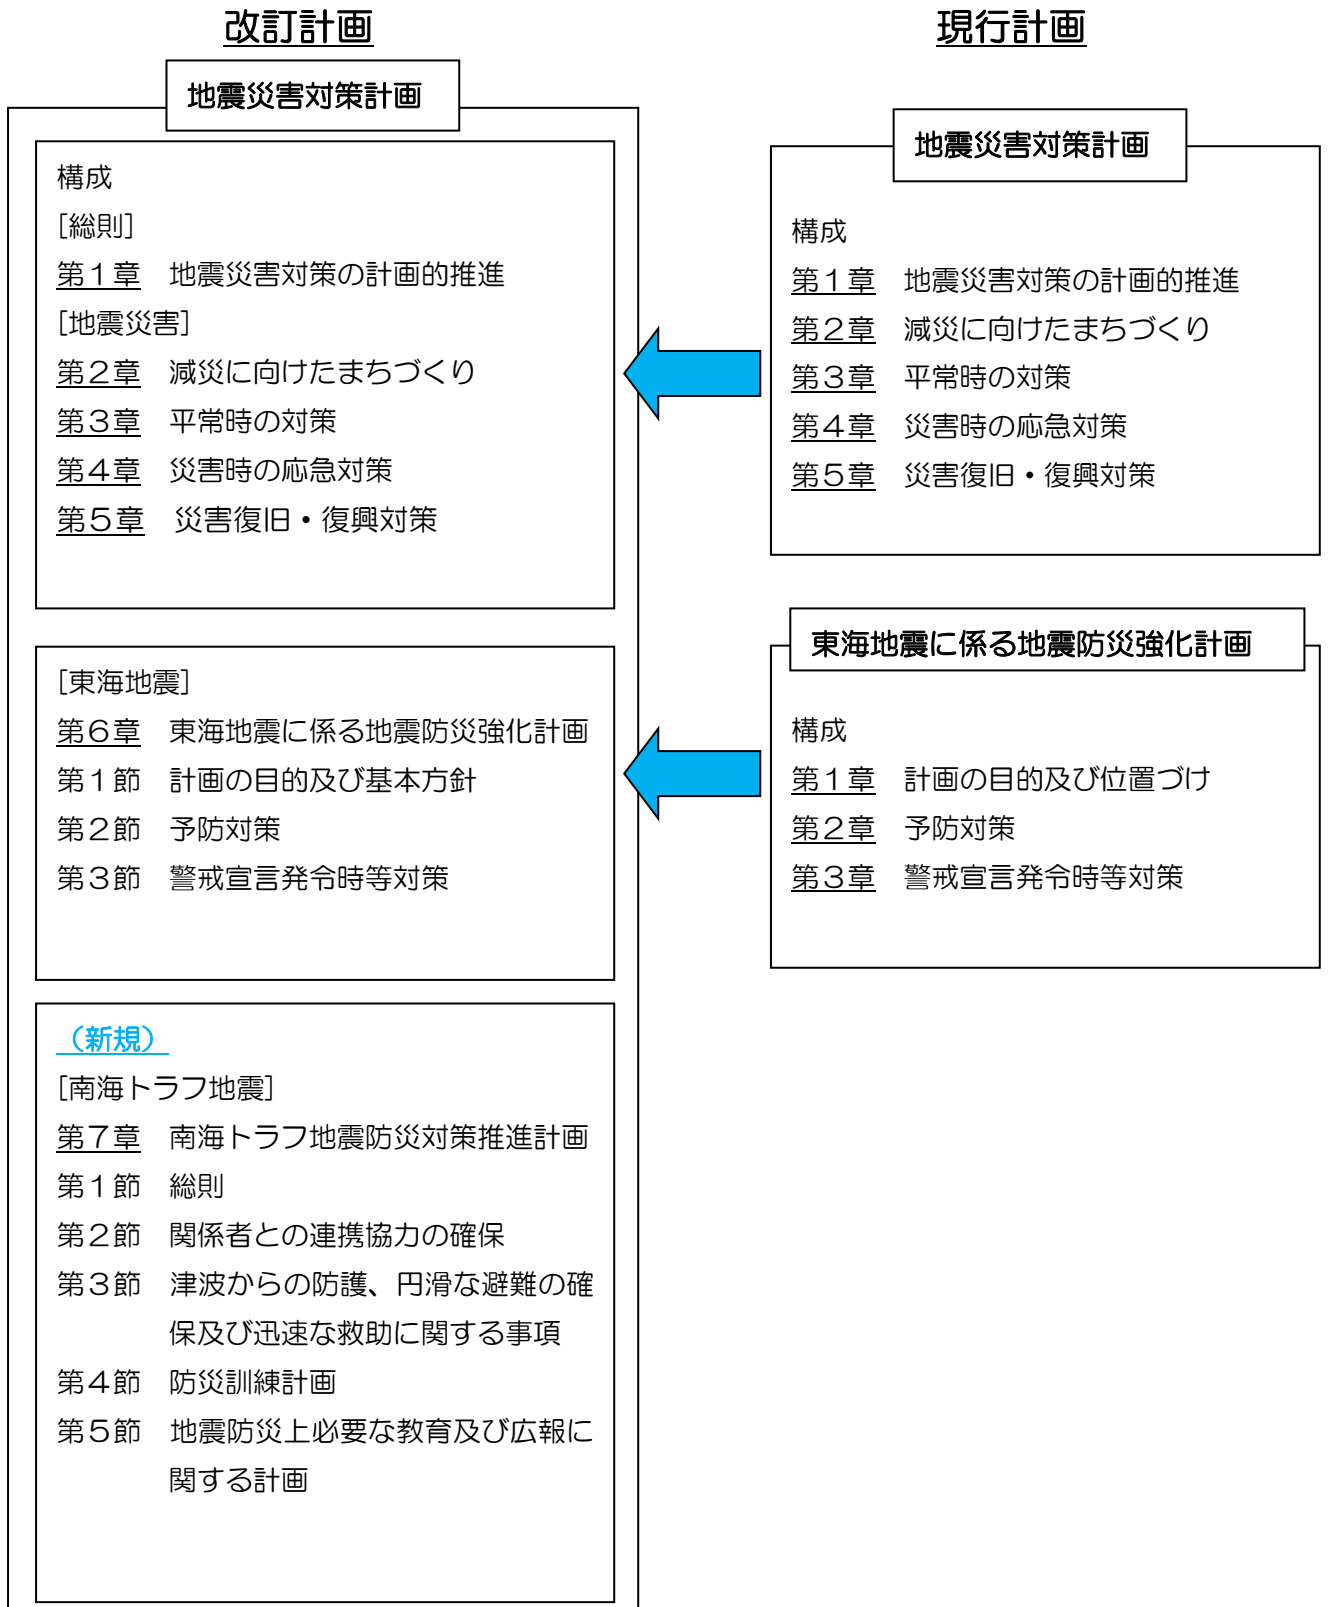 改訂計画
地震災害対策計画
構成
[総則]
第１章　地震災害対策の計画的推進
[地震災害]
第２章　減災に向けたまちづくり
第３章　平常時の対策
第４章　災害時の応急対策
第５章　災害復旧・復興対策
[東海地震]
第６章　東海地震に係る地震防災強化計画
第１節　計画の目的及び基本方針
第２節　予防対策
第３節　警戒宣言発令時等対策
（新規）
[南海トラフ地震]
第７章　南海トラフ地震防災対策推進計画
第１節　総則
第２節　関係者との連携協力の確保
第３節　津波からの防護、円滑な避難の確
保及び迅速な救助に関する事項
第４節　防災訓練計画
第５節　地震防災上必要な教育及び広報に
関する計画
現行計画
地震災害対策計画
構成
第１章　地震災害対策の計画的推進
第２章　減災に向けたまちづくり
第３章　平常時の対策
第４章　災害時の応急対策
第５章　災害復旧・復興対策
東海地震に係る地震防災強化計画
構成
第１章　計画の目的及び位置づけ
第２章　予防対策
第３章　警戒宣言発令時等対策